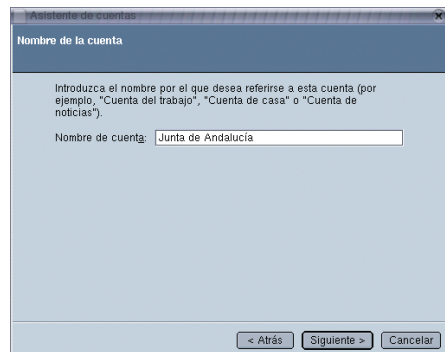 Asistente de cuentas
Nombre de la cuenta
Introduzca el nombre por el que desea referirse a esta cuenta (por
ejemplo, "Cuenta del trabajo", "Cuenta de casa" o "Cuenta de
noticias").
Nombre de cuenta: Junta de Andalucía
< Atrás Siguiente > Cancelar